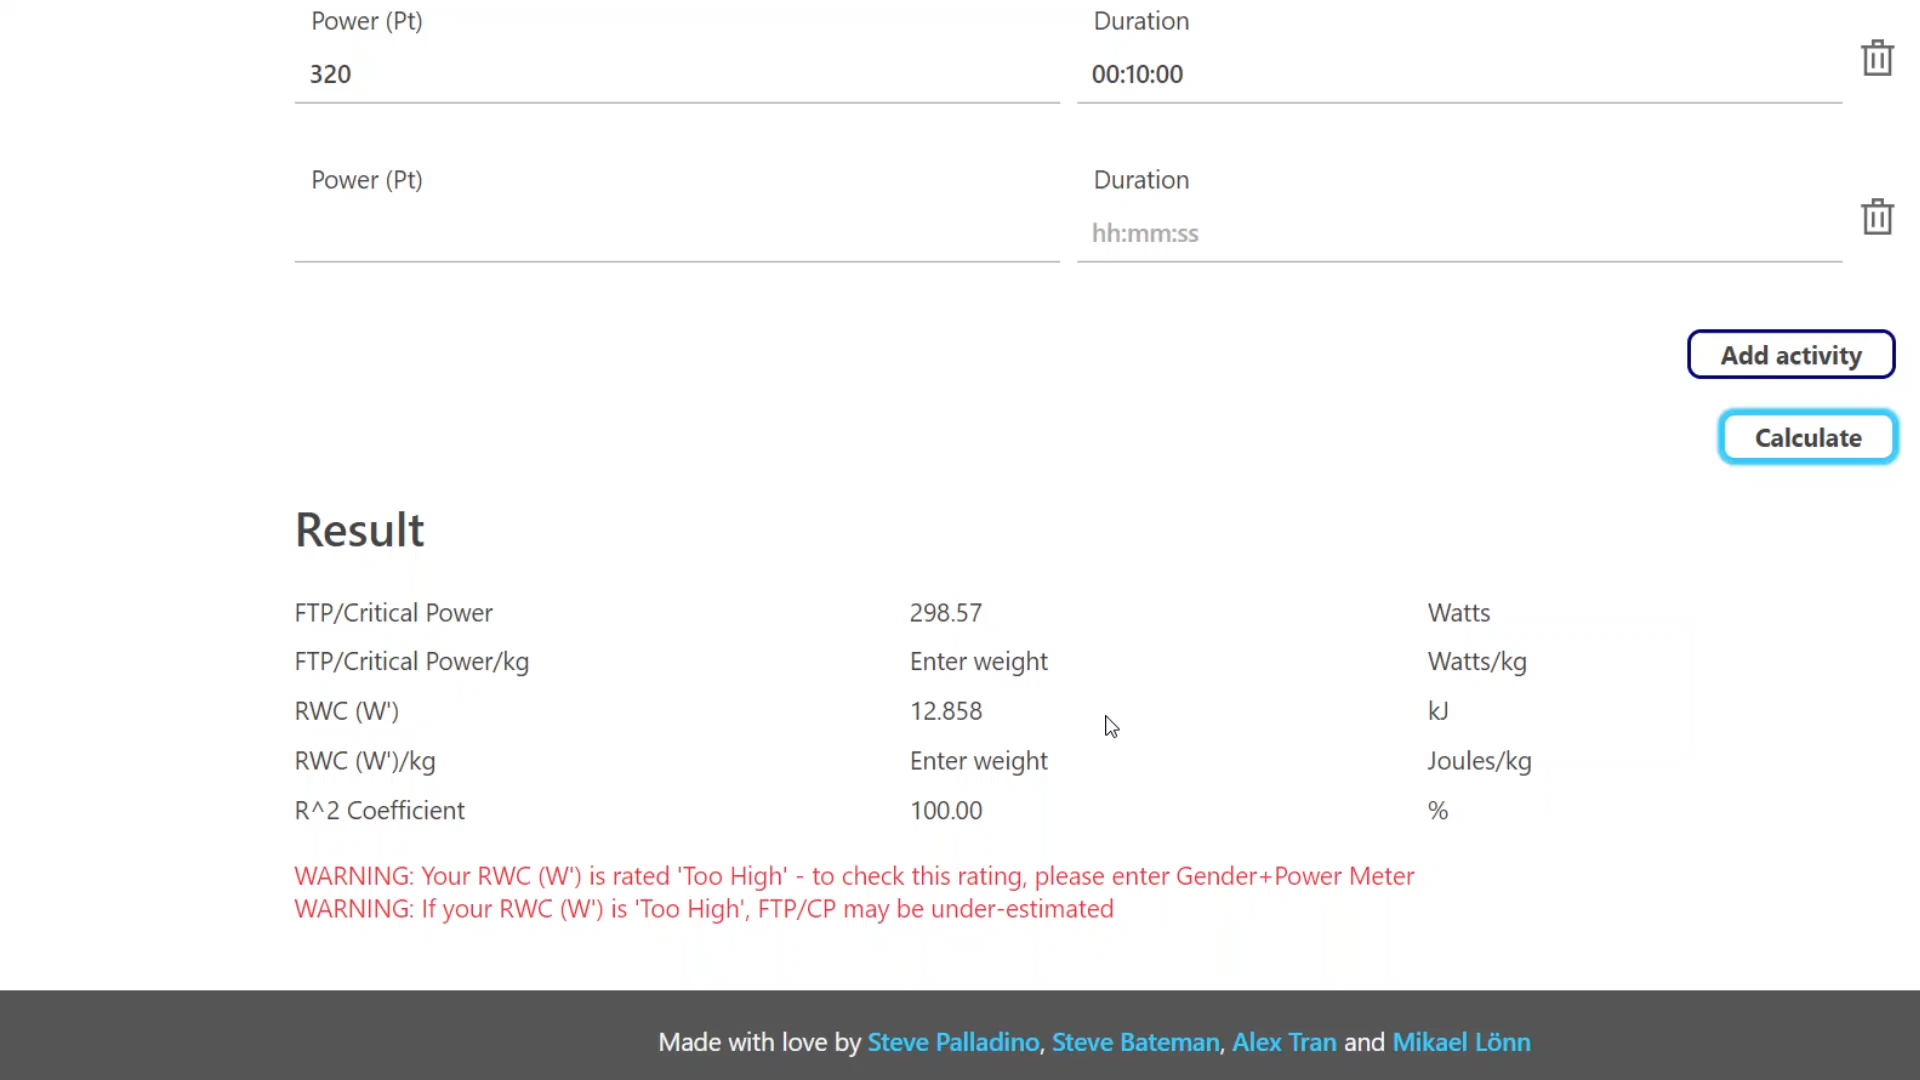 Power (Pt) Duration
320 00:10:00
Power (Pt) Duration
hh:mm:ss
Add activity
Calculate
Result
FTP/Critical Power 298.57 Watts
FTP/Critical Power/kg Enter weight Watts/kg
RWC (W') 12.858 kJ
RWC (W')/kg Enter weight Joules/kg
R^2 Coefficient 100.00 %
WARNING: Your RWC (W') is rated 'Too High' - to check this rating, please enter Gender+Power Meter
WARNING: If your RWC (W') is 'Too High', FTP/CP may be under-estimated
Made with love by Steve Palladino, Steve Bateman, Alex Tran and Mikael Lönn